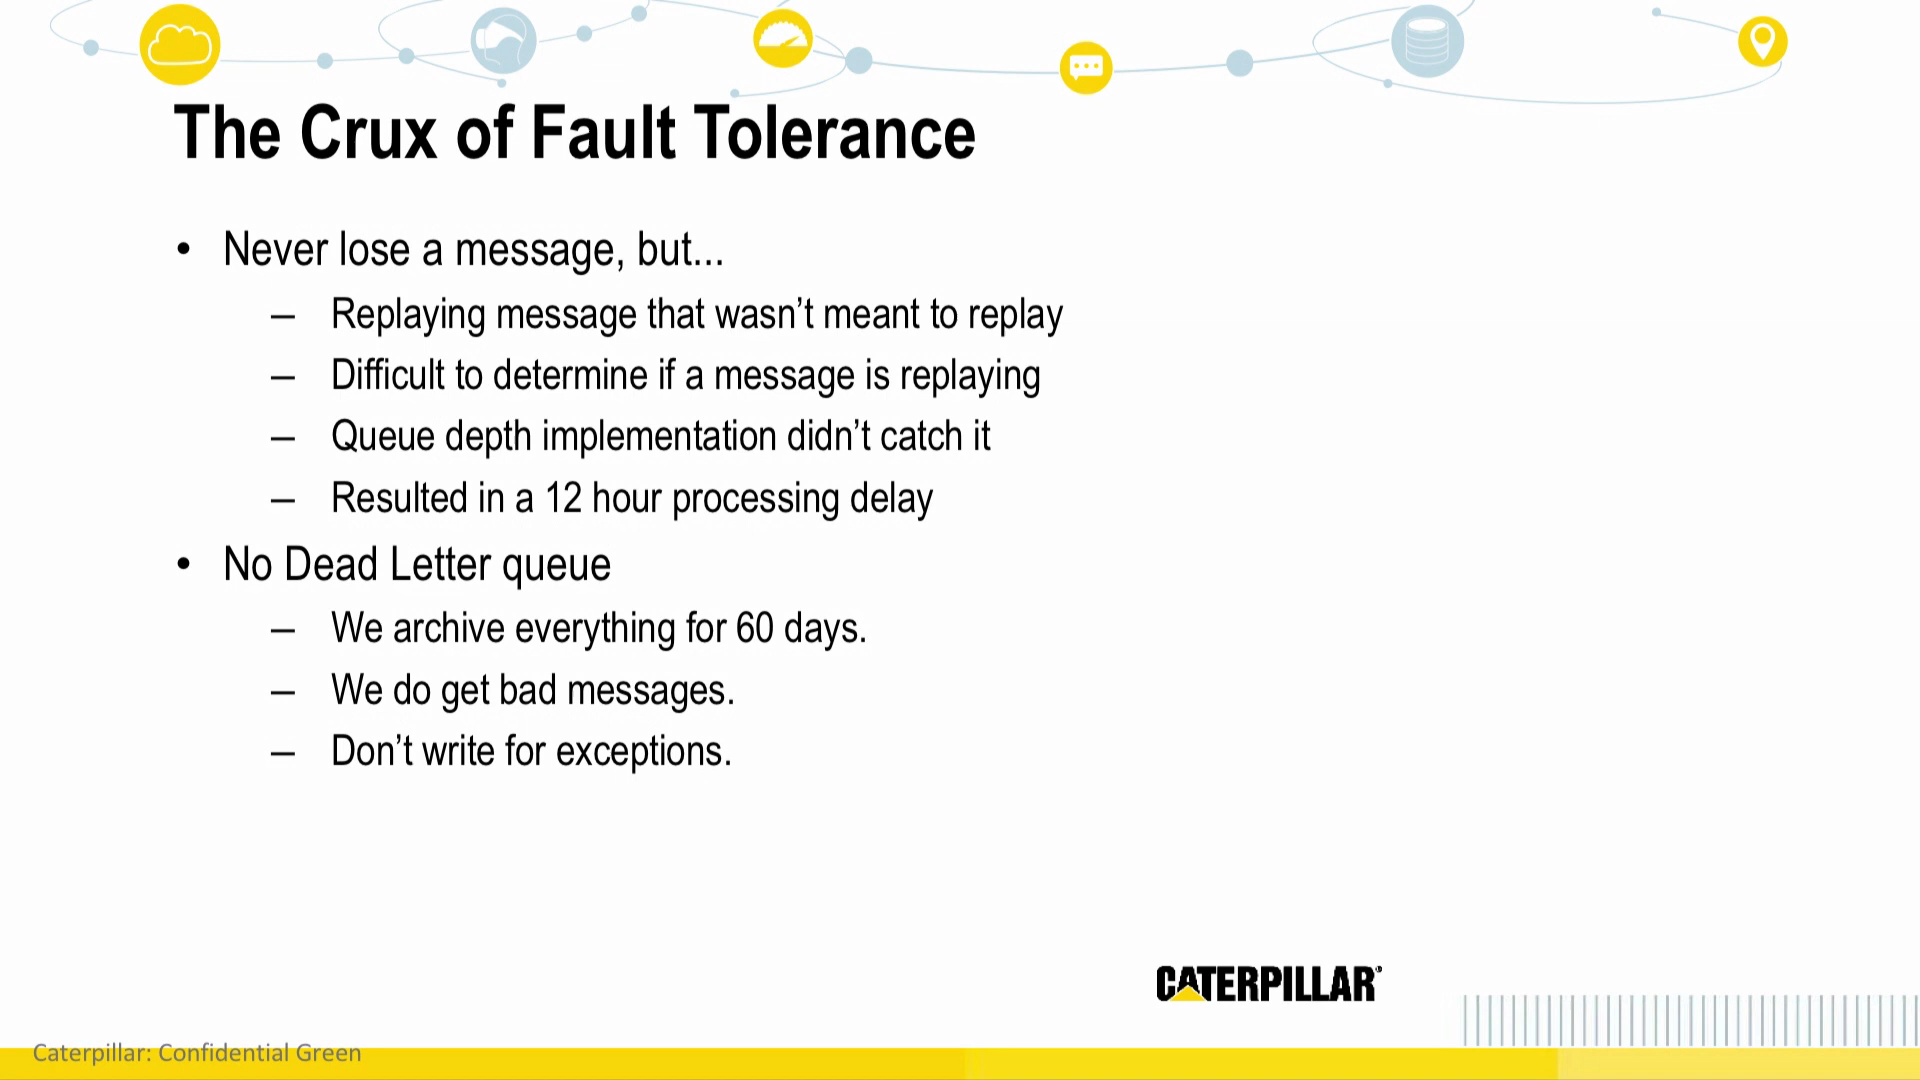 The Crux of Fault Tolerance
• Never lose a message, but...
– Replaying message that wasn’t meant to replay
– Difficult to determine if a message is replaying
– Queue depth implementation didn’t catch it
– Resulted in a 12 hour processing delay
• No Dead Letter queue
– We archive everything for 60 days.
– We do get bad messages.
– Don’t write for exceptions.
CATERPILLAR®
Caterpillar: Confidential Green